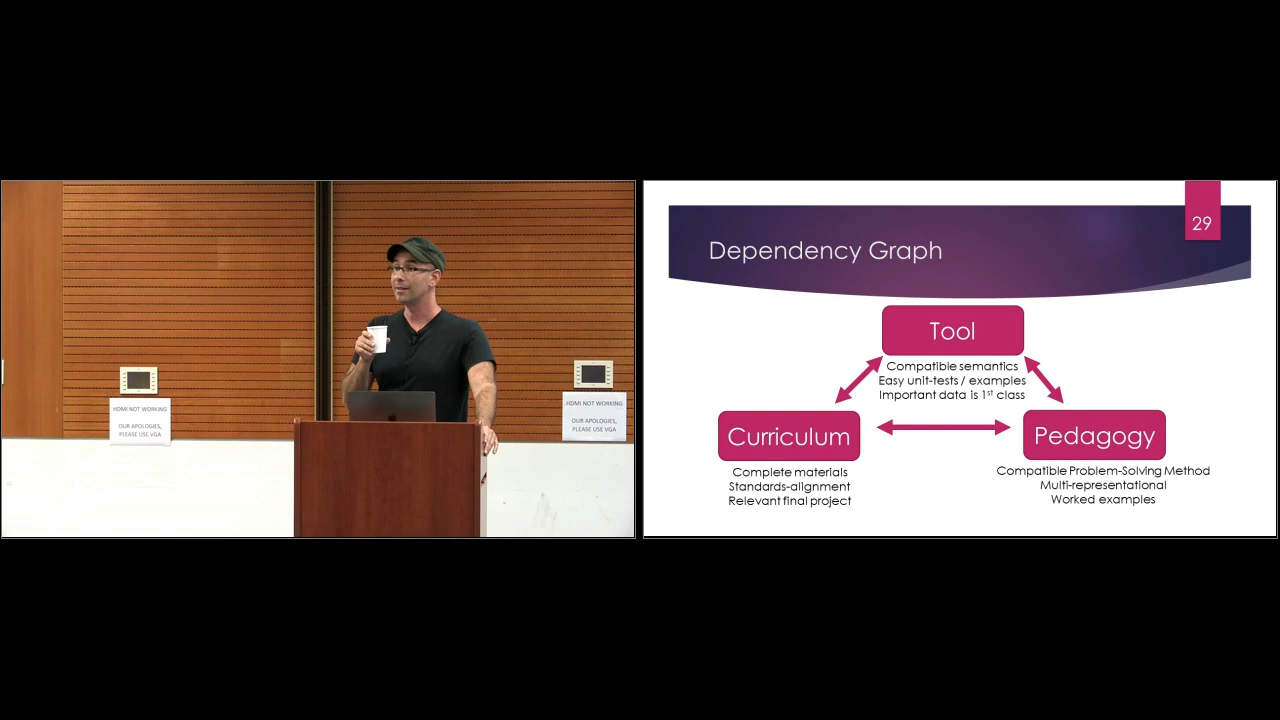 HDMI NOT WORKING
OUR APOLOGIES,
PLEASE USE VGA
HDMI NOT WORKING
OUR APOLOGIES,
PLEASE USE VGA
29
Dependency Graph
Tool
Compatible semantics
Easy unit-tests / examples
Important data is 1st class
Curriculum
Complete materials
Standards-alignment
Relevant final project
Pedagogy
Compatible Problem-Solving Method
Multi-representational
Worked examples